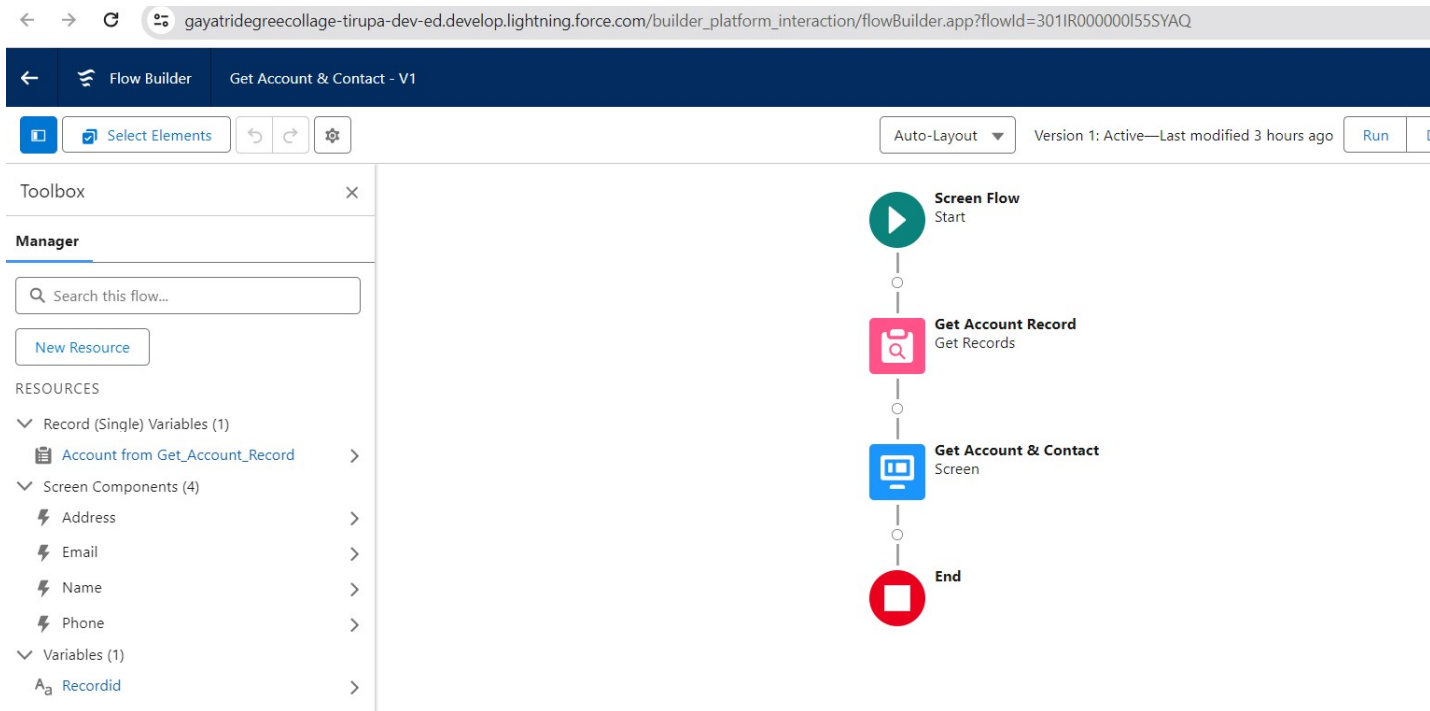 gayatridegreecollage-tirupa-dev-ed.develop.lightning.force.com/builder_platform_interaction/flowBuilder.app?flowId=301IR000000I55SYAQ
Flow Builder Get Account & Contact - V1
Select Elements Auto-Layout Version 1: Active—Last modified 3 hours ago Run
Toolbox
Manager
Search this flow...
New Resource
RESOURCES
Record (Single) Variables (1)
Account from Get_Account_Record
Screen Components (4)
Address
Email
Name
Phone
Variables (1)
Aa Recordid
Screen Flow
Start
Get Account Record
Get Records
Get Account & Contact
Screen
End